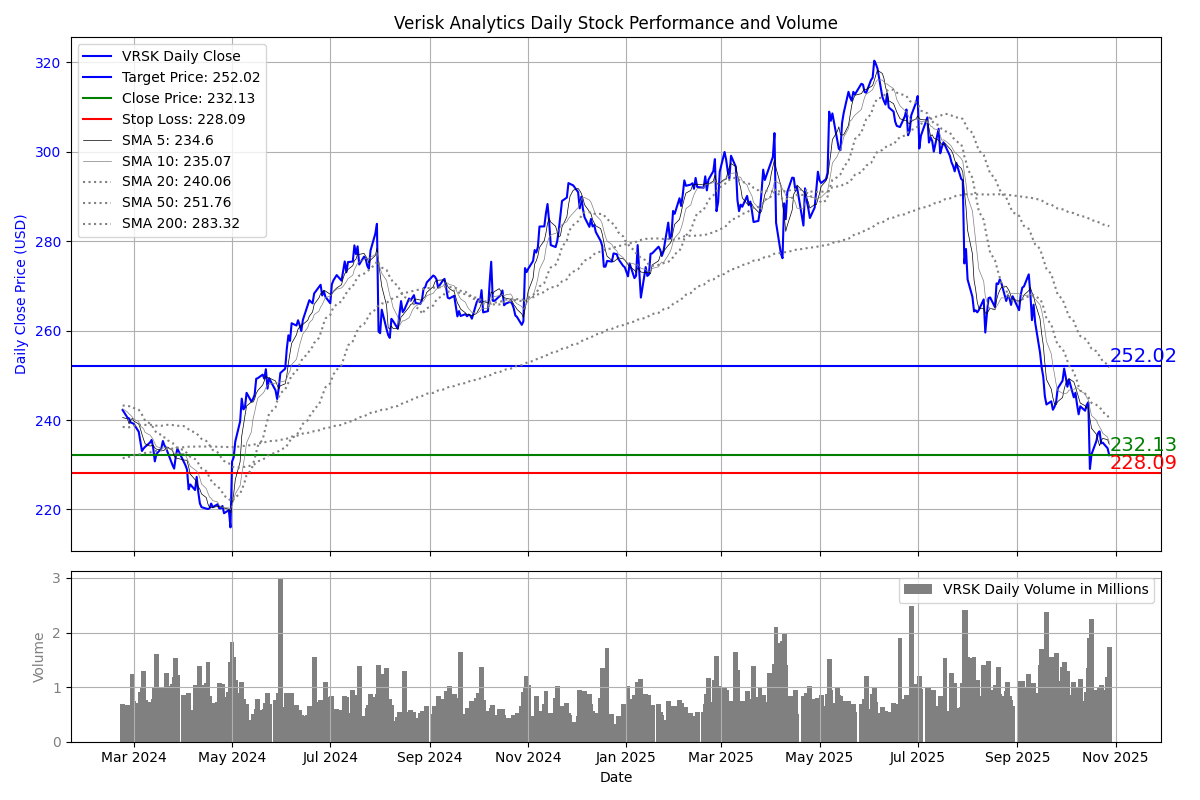 Verisk Analytics Daily Stock Performance and Volume
VRSK Daily Close
Target Price: 252.02
Close Price: 232.13
Stop Loss: 228.09
SMA 5: 234.6
SMA 10: 235.07
SMA 20: 240.06
SMA 50: 251.76
SMA 200: 283.32
Daily Close Price (USD)
320
300
280
260
240
220
252.02
232.13
228.09
VRSK Daily Volume in Millions
Volume
3
2
1
0
Mar 2024 May 2024 Jul 2024 Sep 2024 Nov 2024 Jan 2025 Mar 2025 May 2025 Jul 2025 Sep 2025 Nov 2025
Date